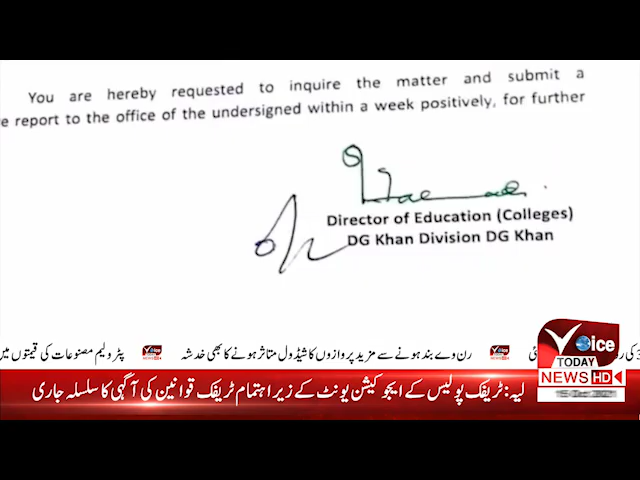 You are hereby requested to inquire the matter and submit a
e report to the office of the undersigned within a week positively, for further
Director of Education (Colleges)
DG Khan Division DG Khan
Voice
TODAY
NEWS HD
رن وے بند ہونے سے مزید پروازوں کا شیڈول متاثر ہونے کا بھی خدشہ
پٹرولیم مصنوعات کی قیمتوں میں
لیہ: ٹریفک پولیس کے ایجوکیشن یونٹ کے زیر اہتمام ٹریفک قوانین کی آگہی کا سلسلہ جاری